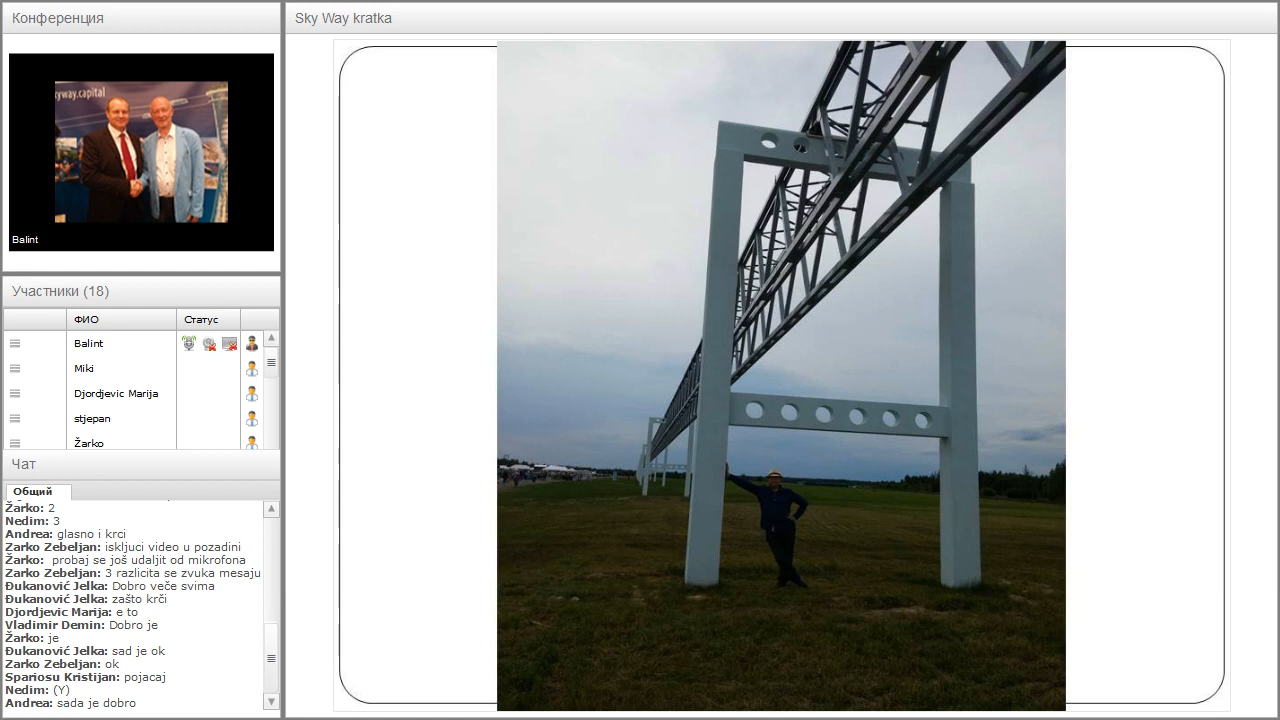 Конференция
Sky Way kratka
kyway.capital
Balint
Участники (18)
ФИО
Статус
Balint
Miki
Djordjevic Marija
stjepan
Žarko
Чат
Общий
Žarko: 2
Nedim: 3
Andrea: glasno i krci
Zarko Zebeljan: iskljuci video u pozadini
Žarko: probaj se još udaljit od mikrofona
Zarko Zebeljan: 3 razlicita se zvuka mesaju
Đukanović Jelka: Dobro veče svima
Đukanović Jelka: zašto krči
Djordjevic Marija: e to
Vladimir Demin: Dobro je
Žarko: je
Đukanović Jelka: sad je ok
Zarko Zebeljan: ok
Spariosu Kristijan: pojacaj
Nedim: (Y)
Andrea: sada je dobro